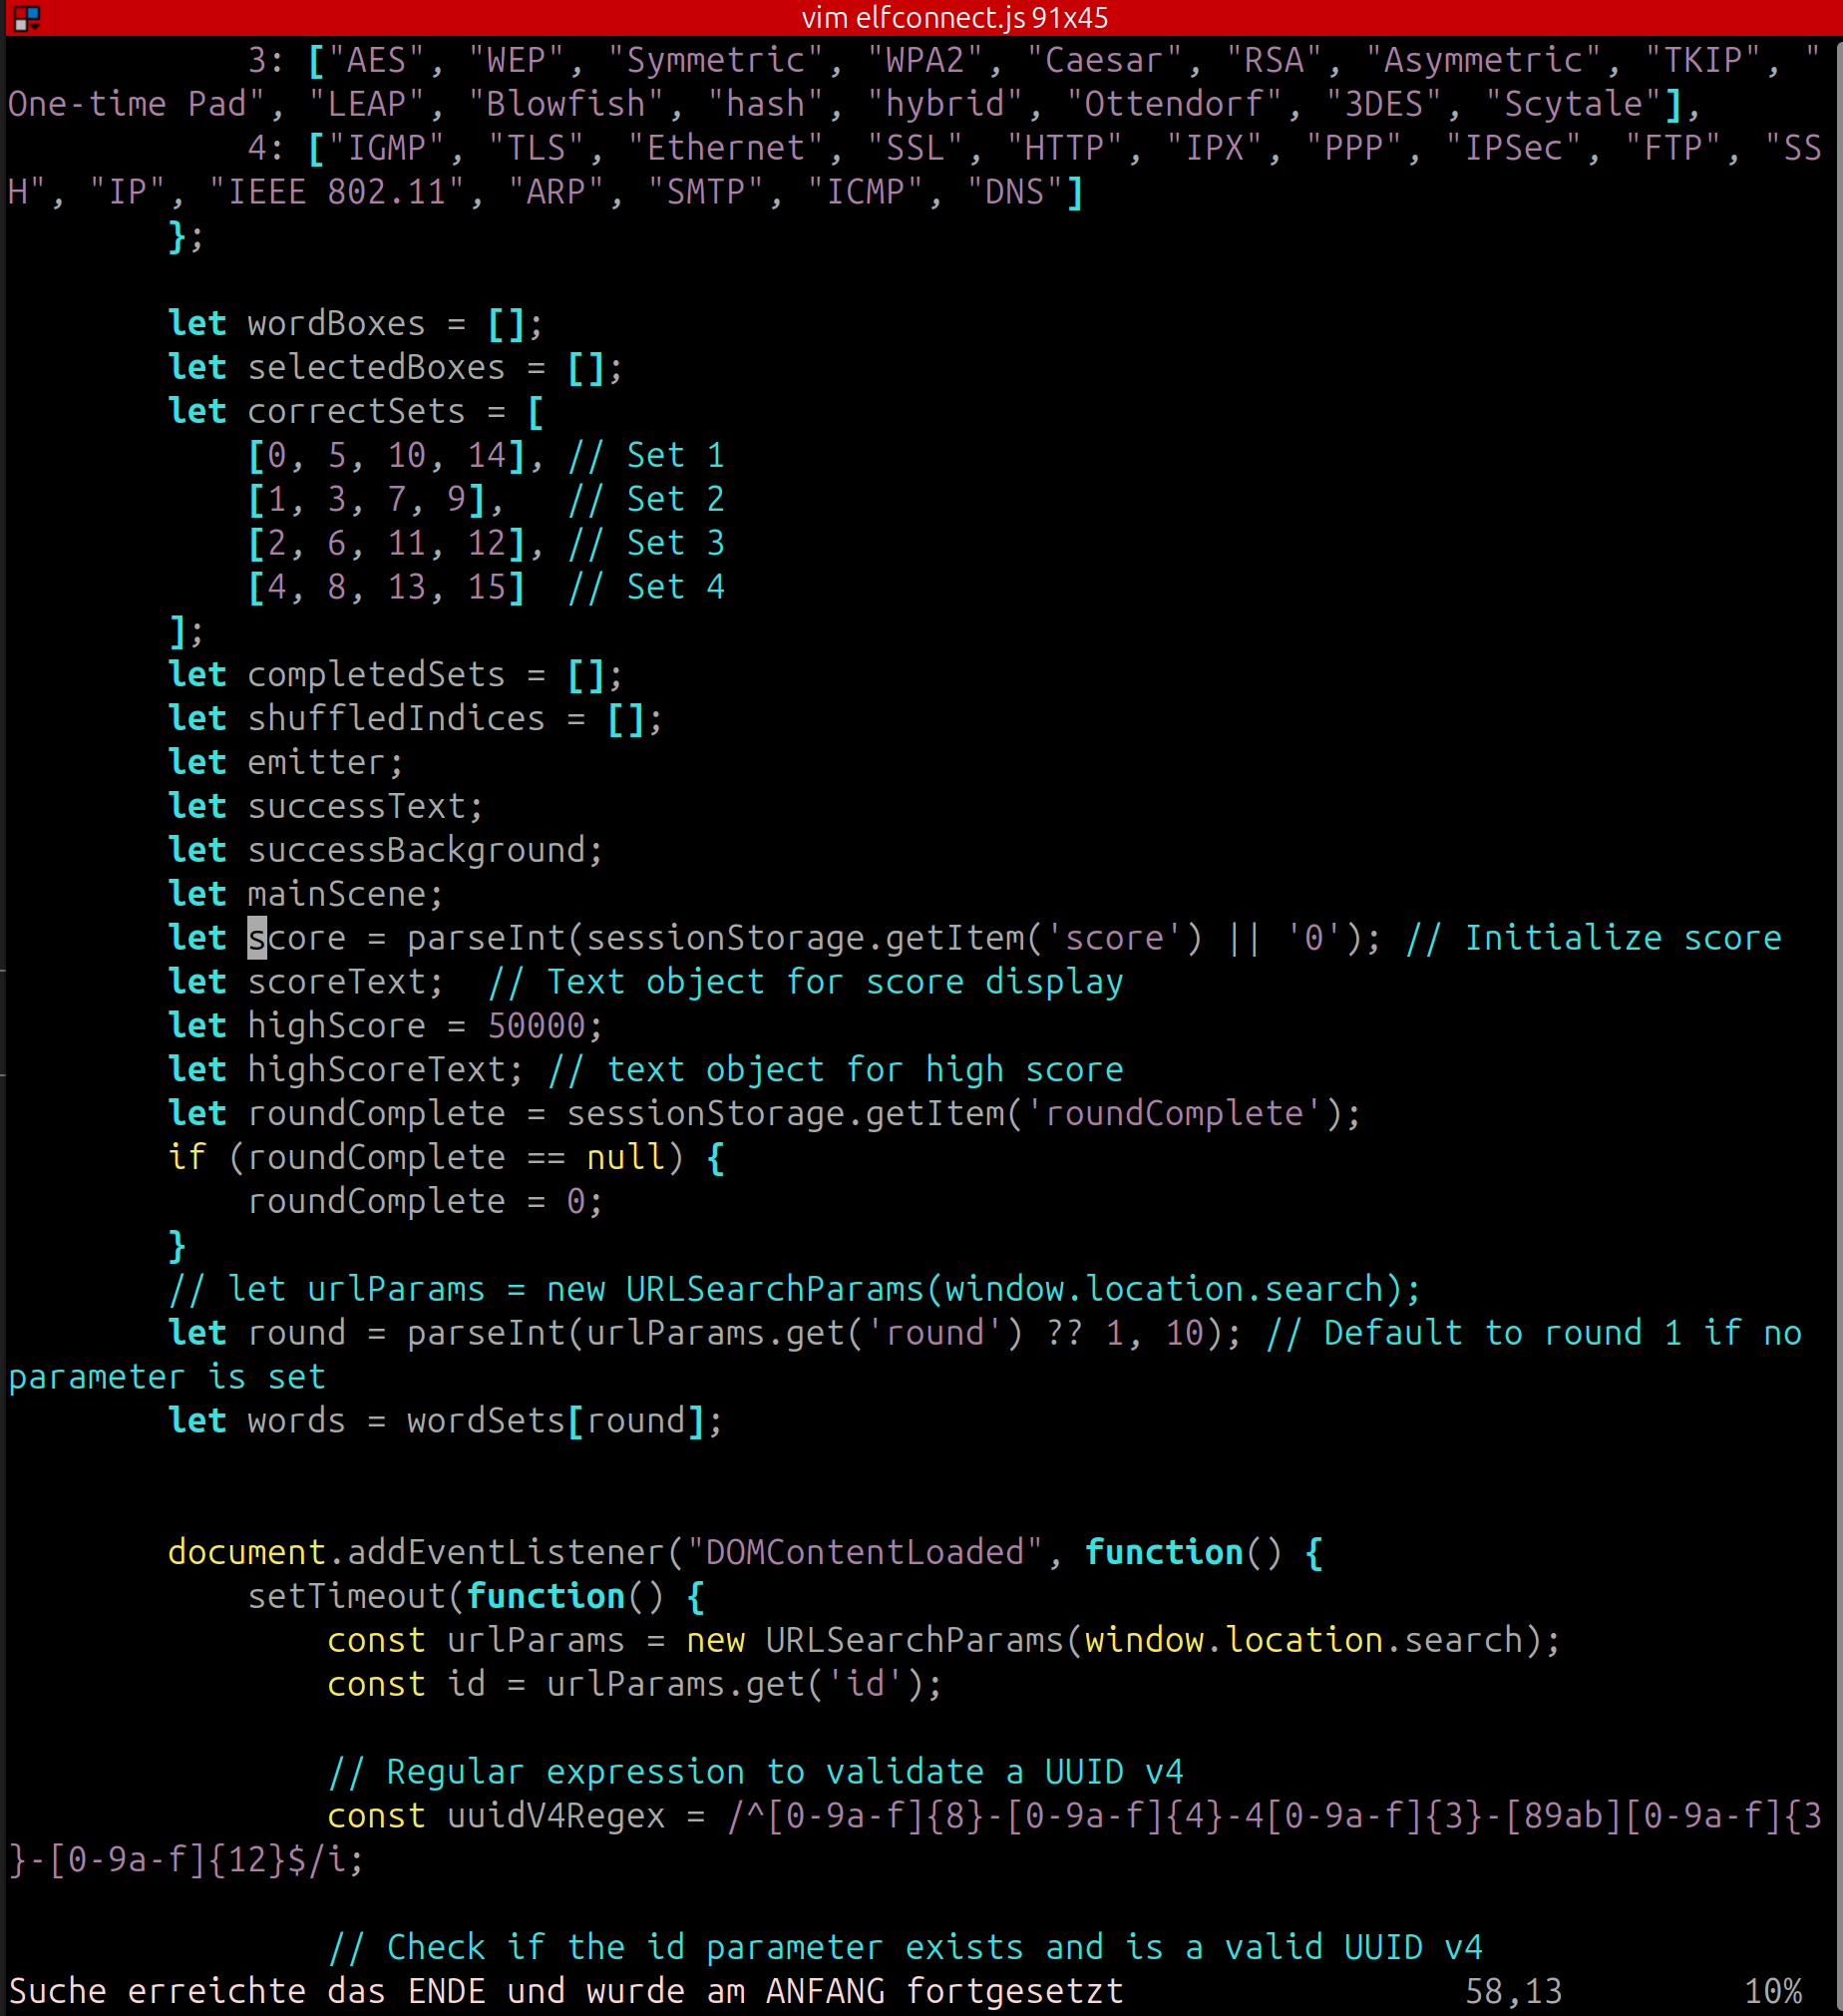 vim elfconnect.js 91x45
            3: ["AES", "WEP", "Symmetric", "WPA2", "Caesar", "RSA", "Asymmetric", "TKIP", "
One-time Pad", "LEAP", "Blowfish", "hash", "hybrid", "Ottendorf", "3DES", "Scytale"],
            4: ["IGMP", "TLS", "Ethernet", "SSL", "HTTP", "IPX", "PPP", "IPSec", "FTP", "SS
H", "IP", "IEEE 802.11", "ARP", "SMTP", "ICMP", "DNS"]
        };

        let wordBoxes = [];
        let selectedBoxes = [];
        let correctSets = [
            [0, 5, 10, 14], // Set 1
            [1, 3, 7, 9],   // Set 2
            [2, 6, 11, 12], // Set 3
            [4, 8, 13, 15]  // Set 4
        ];
        let completedSets = [];
        let shuffledIndices = [];
        let emitter;
        let successText;
        let successBackground;
        let mainScene;
        let score = parseInt(sessionStorage.getItem('score') || '0'); // Initialize score
        let scoreText;  // Text object for score display
        let highScore = 50000;
        let highScoreText; // text object for high score
        let roundComplete = sessionStorage.getItem('roundComplete');
        if (roundComplete == null) {
            roundComplete = 0;
        }
        // let urlParams = new URLSearchParams(window.location.search);
        let round = parseInt(urlParams.get('round') ?? 1, 10); // Default to round 1 if no
parameter is set
        let words = wordSets[round];


        document.addEventListener("DOMContentLoaded", function() {
            setTimeout(function() {
                const urlParams = new URLSearchParams(window.location.search);
                const id = urlParams.get('id');

                // Regular expression to validate a UUID v4
                const uuidV4Regex = /^[0-9a-f]{8}-[0-9a-f]{4}-4[0-9a-f]{3}-[89ab][0-9a-f]{3
}-[0-9a-f]{12}$/i;

                // Check if the id parameter exists and is a valid UUID v4
Suche erreichte das ENDE und wurde am ANFANG fortgesetzt                 58,13         10%